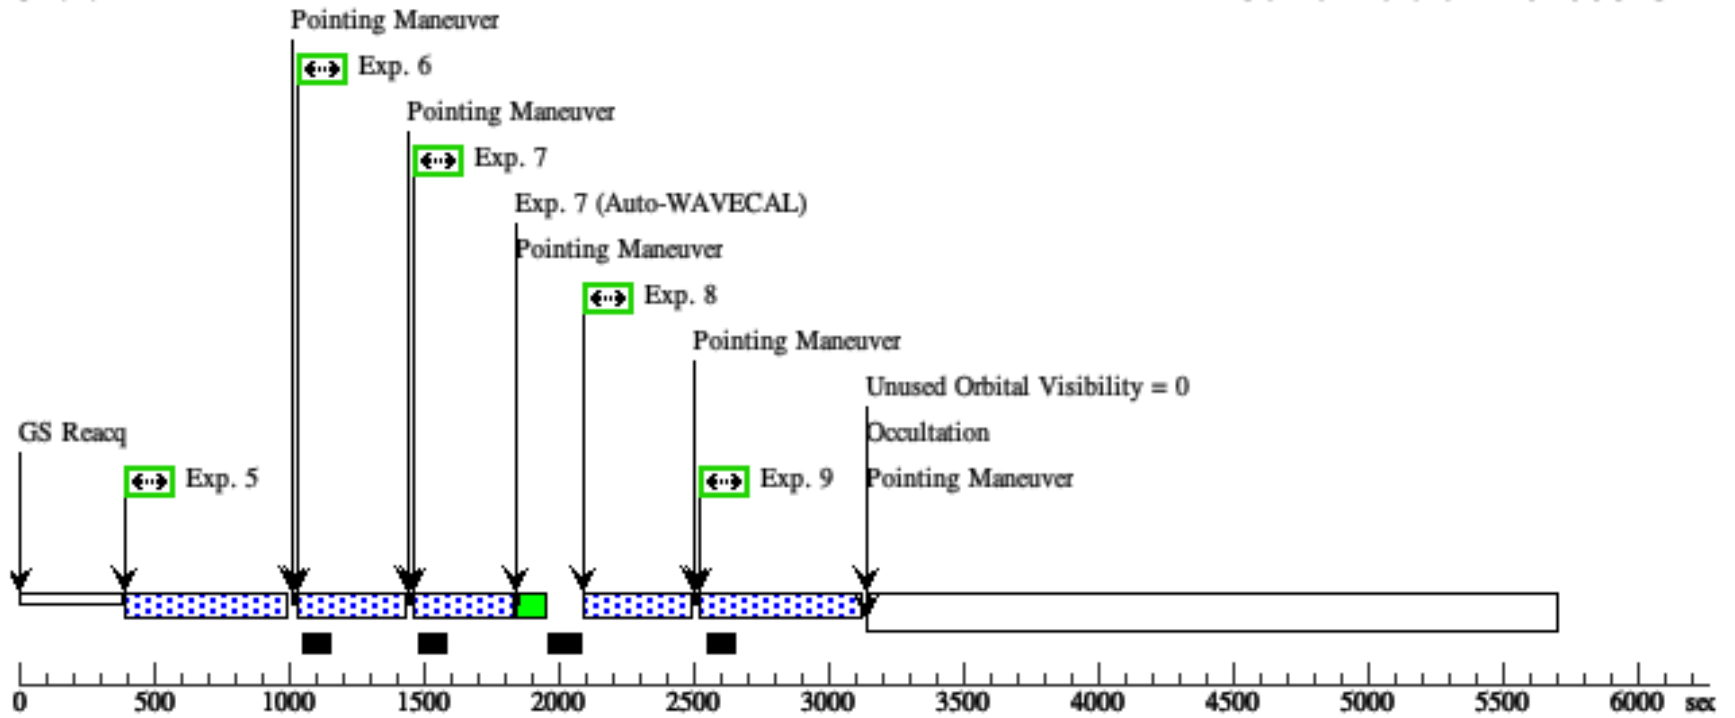 Pointing Maneuver
Exp. 6
Pointing Maneuver
Exp. 7
Exp. 7 (Auto-WAVECAL)
Pointing Maneuver
Exp. 8
Pointing Maneuver
Unused Orbital Visibility = 0
GS Reacq
Occultation
Exp. 5
Exp. 9
Pointing Maneuver
0 500 1000 1500 2000 2500 3000 3500 4000 4500 5000 5500 6000 sec